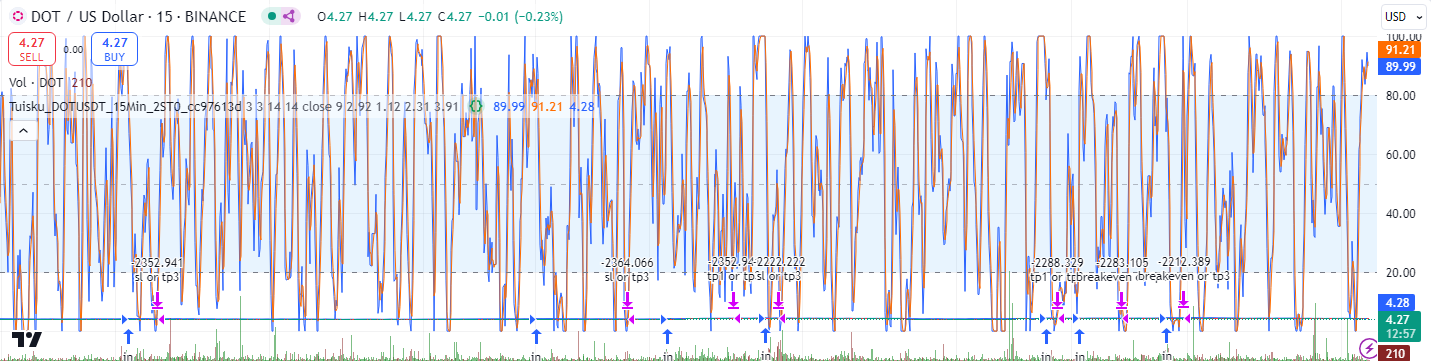 DOT / US Dollar · 15 · BINANCE
O4.27 H4.27 L4.27 C4.27 −0.01 (−0.23%)
USD
4.27
SELL
0.00
4.27
BUY
Vol · DOT 210
Tuisku_DOTUSDT_15Min_2ST0_cc97613d 3 3 14 14 close 9 2.92 1.12 2.31 3.91 89.99 91.21 4.28
100.00
91.21
89.99
80.00
60.00
40.00
20.00
4.28
4.27
12:57
210
-2352.941
sl or tp3
-2364.066
sl or tp3
-2352.94
tp1 or tp
-2222.222
sl or tp3
-2288.329
tp1 or tp
-2283.105
breakeven
-2212.389
breakeven or tp3
in
in
in
in
in
in
in